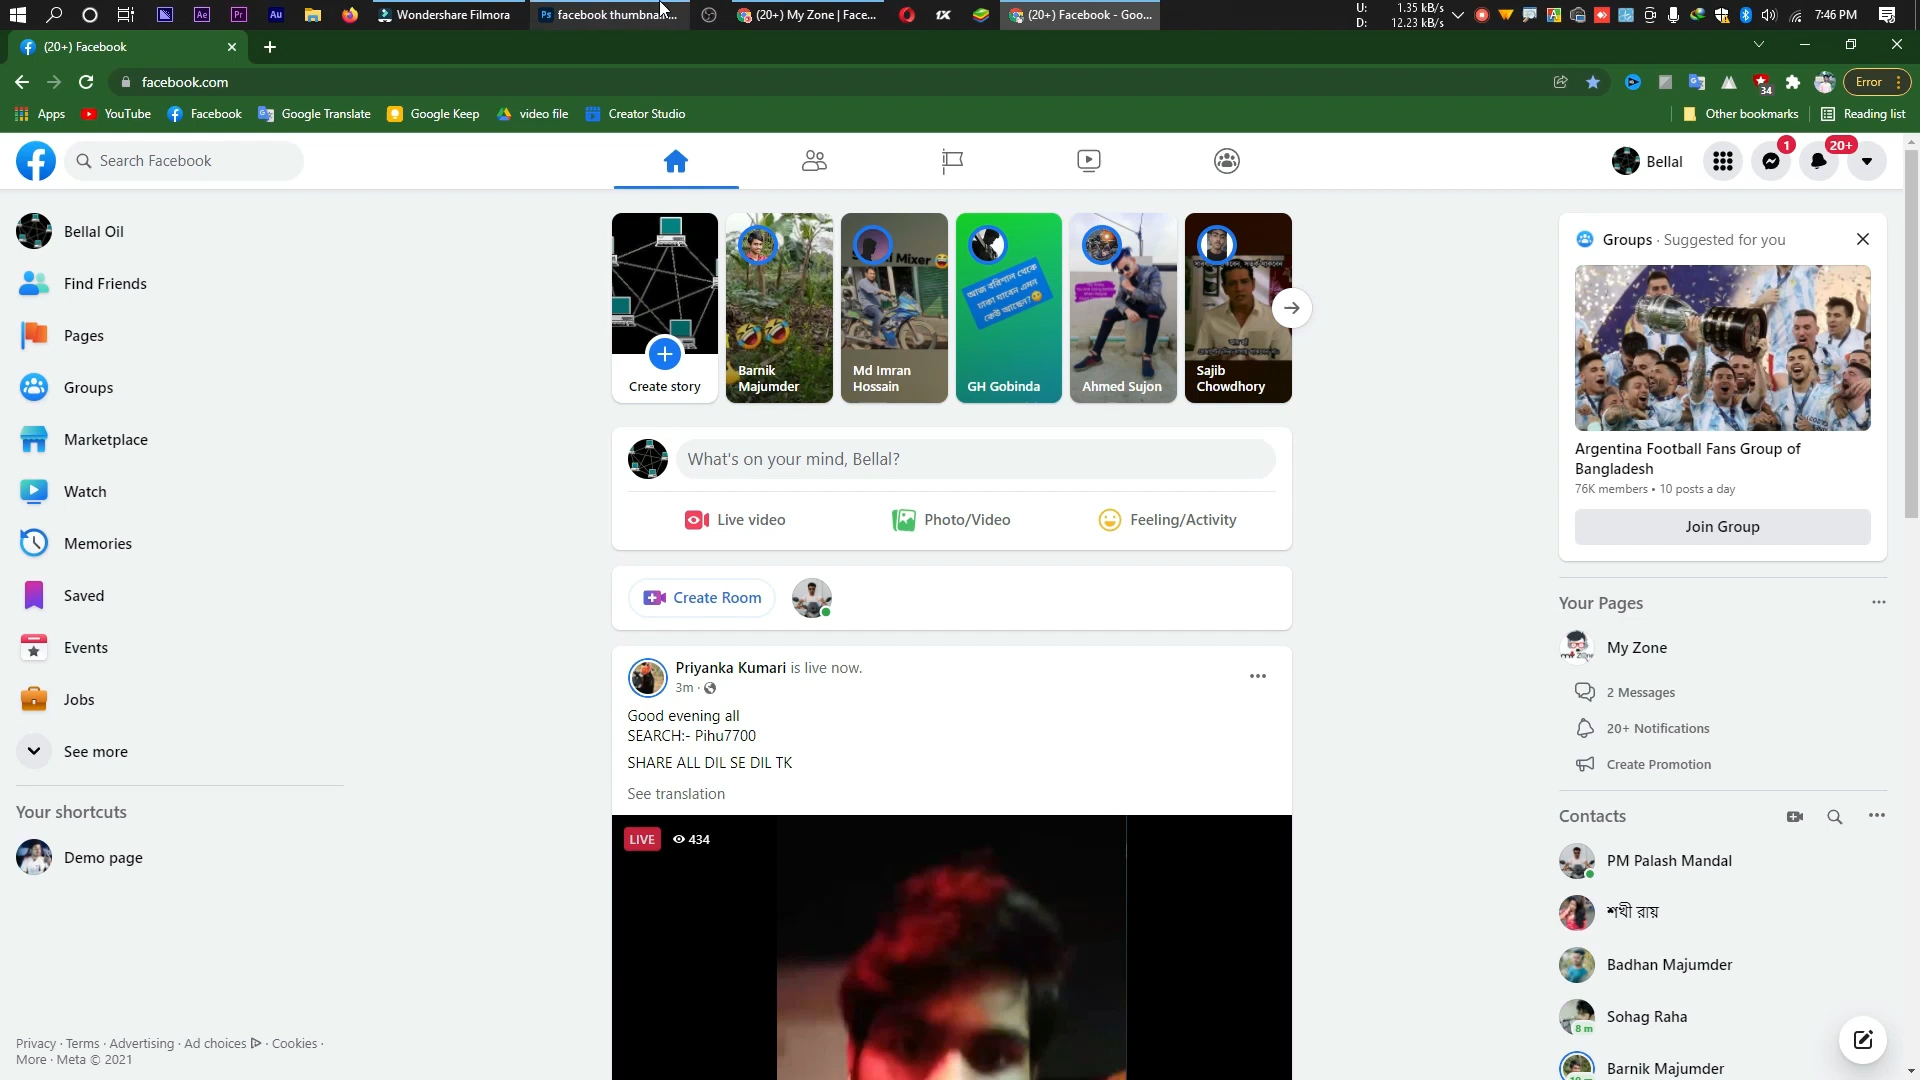 Wondershare Filmora
facebook thumbnai...
(20+) My Zone | Face...
(20+) Facebook - Goo...
U: 1.35 kB/s
D: 12.23 kB/s
7:46 PM
(20+) Facebook
facebook.com
34
Error
Apps
YouTube
Facebook
Google Translate
Google Keep
video file
Creator Studio
Other bookmarks
Reading list
Search Facebook
Bellal
1
20+
Bellal Oil
Find Friends
Pages
Groups
Marketplace
Watch
Memories
Saved
Events
Jobs
See more
Your shortcuts
Demo page
Privacy · Terms · Advertising · Ad choices · Cookies ·
More · Meta © 2021
Create story
Barnik
Majumder
Mixer
Md Imran
Hossain
আজ বরিশাল থেকে
ঢাকা যাবেন এমন
কেউ আছেন?
GH Gobinda
Ahmed Sujon
Sajib
Chowdhory
What's on your mind, Bellal?
Live video
Photo/Video
Feeling/Activity
Create Room
Priyanka Kumari is live now.
3m ·
Good evening all
SEARCH:- Pihu7700
SHARE ALL DIL SE DIL TK
See translation
LIVE
434
Groups · Suggested for you
Argentina Football Fans Group of
Bangladesh
76K members • 10 posts a day
Join Group
Your Pages
My Zone
2 Messages
20+ Notifications
Create Promotion
Contacts
PM Palash Mandal
শখী রায়
Badhan Majumder
Sohag Raha
8 m
Barnik Majumder